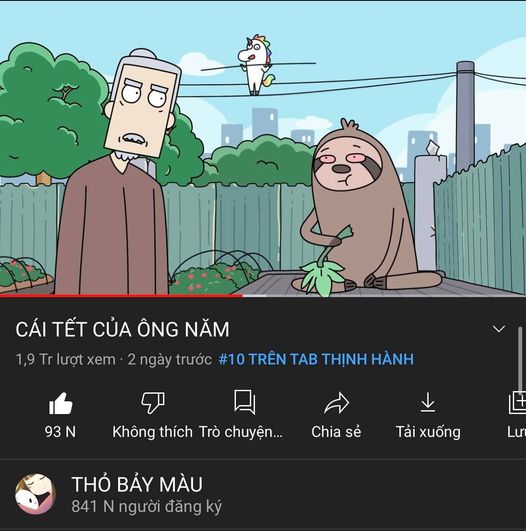 CÁI TẾT CỦA ÔNG NĂM
1,9 Tr lượt xem · 2 ngày trước #10 TRÊN TAB THỊNH HÀNH
93 N Không thích Trò chuyện... Chia sẻ Tải xuống Lưu
THỎ BẢY MÀU
841 N người đăng ký